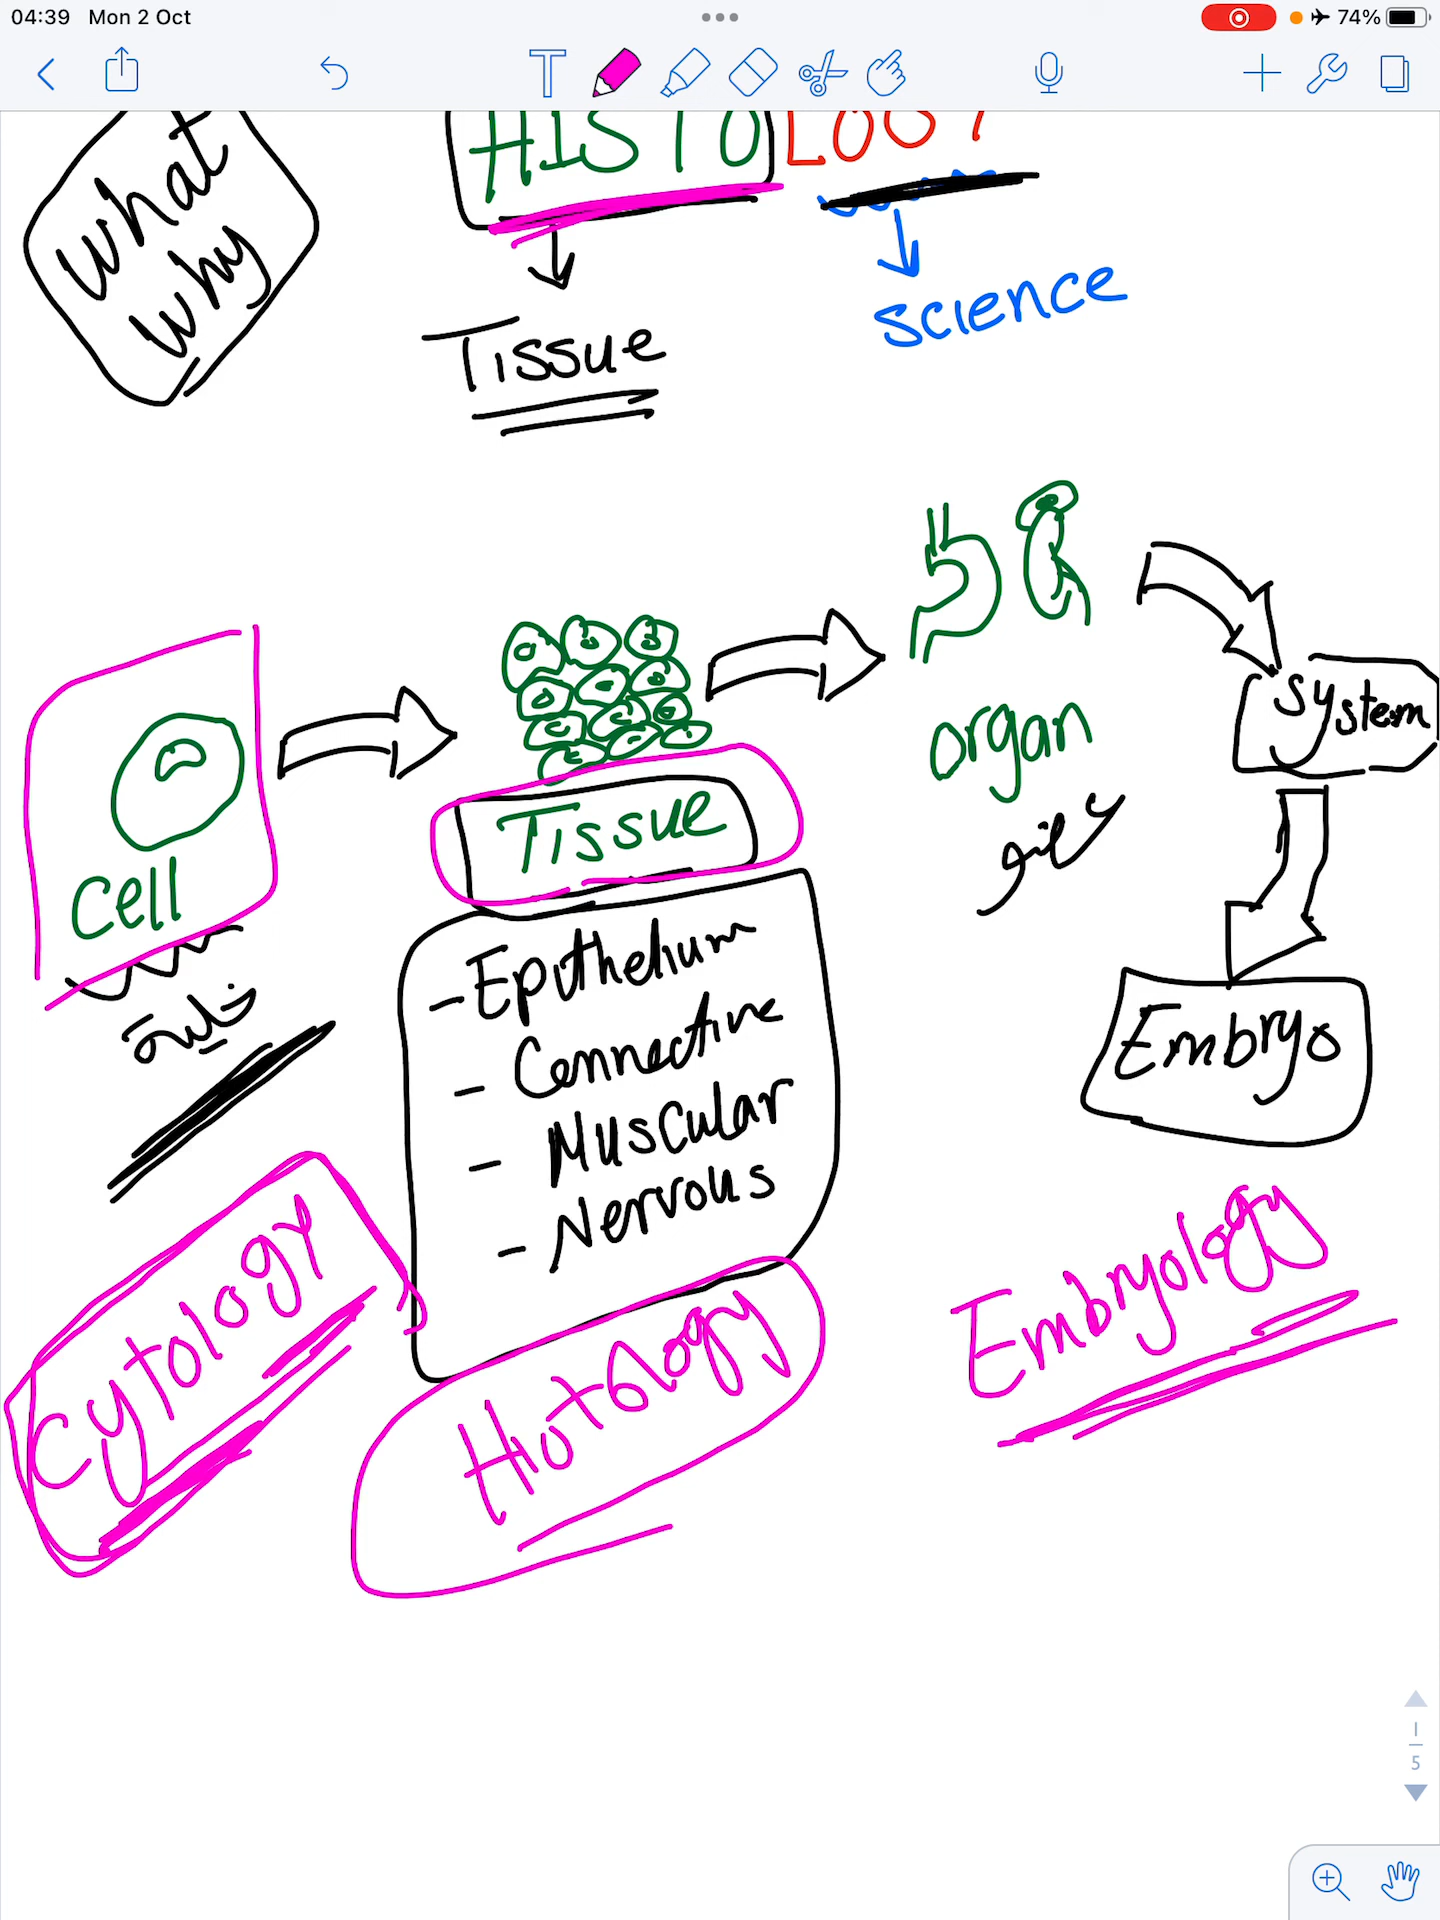 04:39 Mon 2 Oct
74%
T
What
Why
HISTOLOGY
Tissue
science
cell
Tissue
organ
system
Embryo
- Epithelium
- Connective
- Muscular
- Nervous
Cytology
Histology
Embryology
1
5